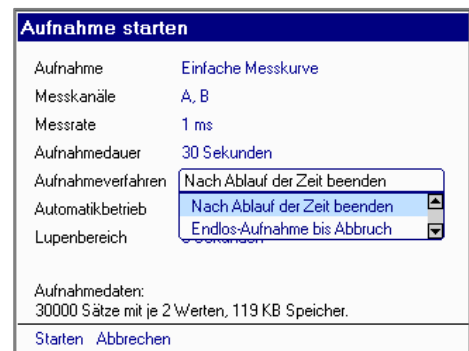 Aufnahme starten
Aufnahme Einfache Messkurve
Messkanäle A, B
Messrate 1 ms
Aufnahmedauer 30 Sekunden
Aufnahmeverfahren Nach Ablauf der Zeit beenden
Automatikbetrieb Nach Ablauf der Zeit beenden
Endlos-Aufnahme bis Abbruch
Lupenbereich Sekunden
Aufnahmedaten:
30000 Sätze mit je 2 Werten, 119 KB Speicher.
Starten Abbrechen